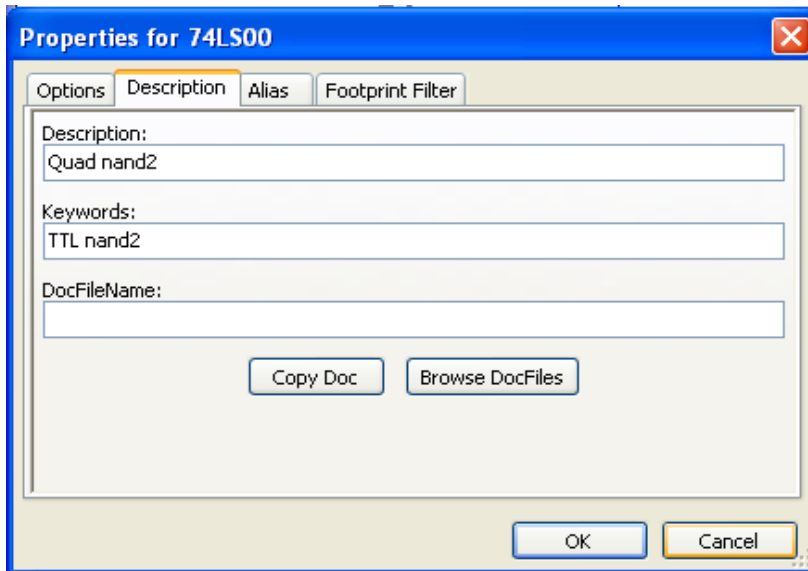 Properties for 74LS00
Options Description Alias Footprint Filter
Description:
Quad nand2
Keywords:
TTL nand2
DocFileName:
Copy Doc Browse DocFiles
OK Cancel